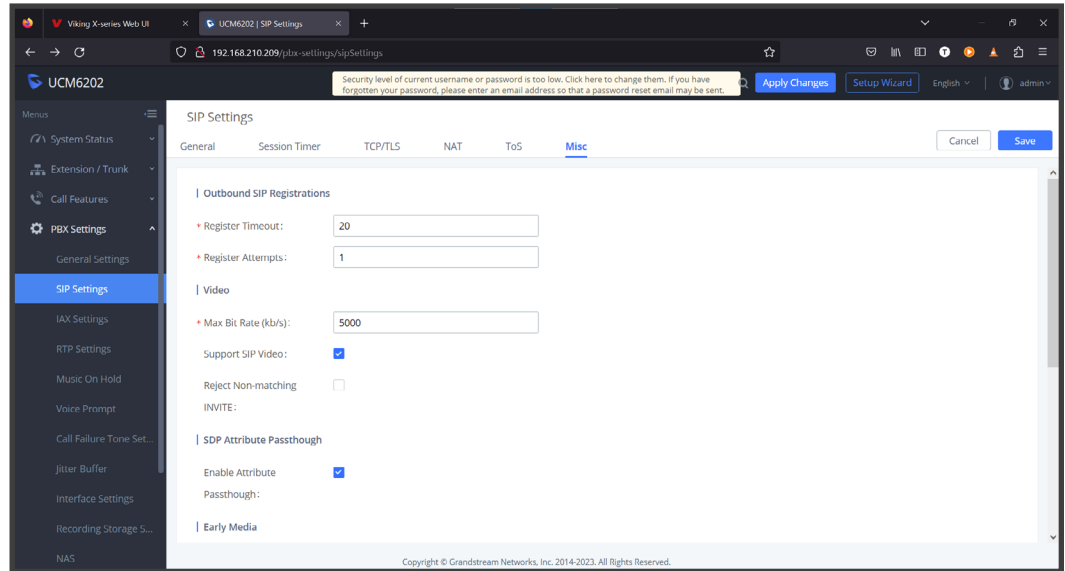 Viking X-series Web UI
UCM6202 | SIP Settings
192.168.210.209/pbx-settings/sipSettings
UCM6202
Security level of current username or password is too low. Click here to change them. If you have
forgotten your password, please enter an email address so that a password reset email may be sent.
Apply Changes
Setup Wizard
English
admin
Menus
System Status
Extension / Trunk
Call Features
PBX Settings
General Settings
SIP Settings
IAX Settings
RTP Settings
Music On Hold
Voice Prompt
Call Failure Tone Set...
Jitter Buffer
Interface Settings
Recording Storage S...
NAS
SIP Settings
General Session Timer TCP/TLS NAT ToS Misc
Cancel Save
Outbound SIP Registrations
* Register Timeout: 20
* Register Attempts: 1
Video
* Max Bit Rate (kb/s): 5000
Support SIP Video:
Reject Non-matching
INVITE:
SDP Attribute Passthough
Enable Attribute
Passthough:
Early Media
Copyright © Grandstream Networks, Inc. 2014-2023. All Rights Reserved.